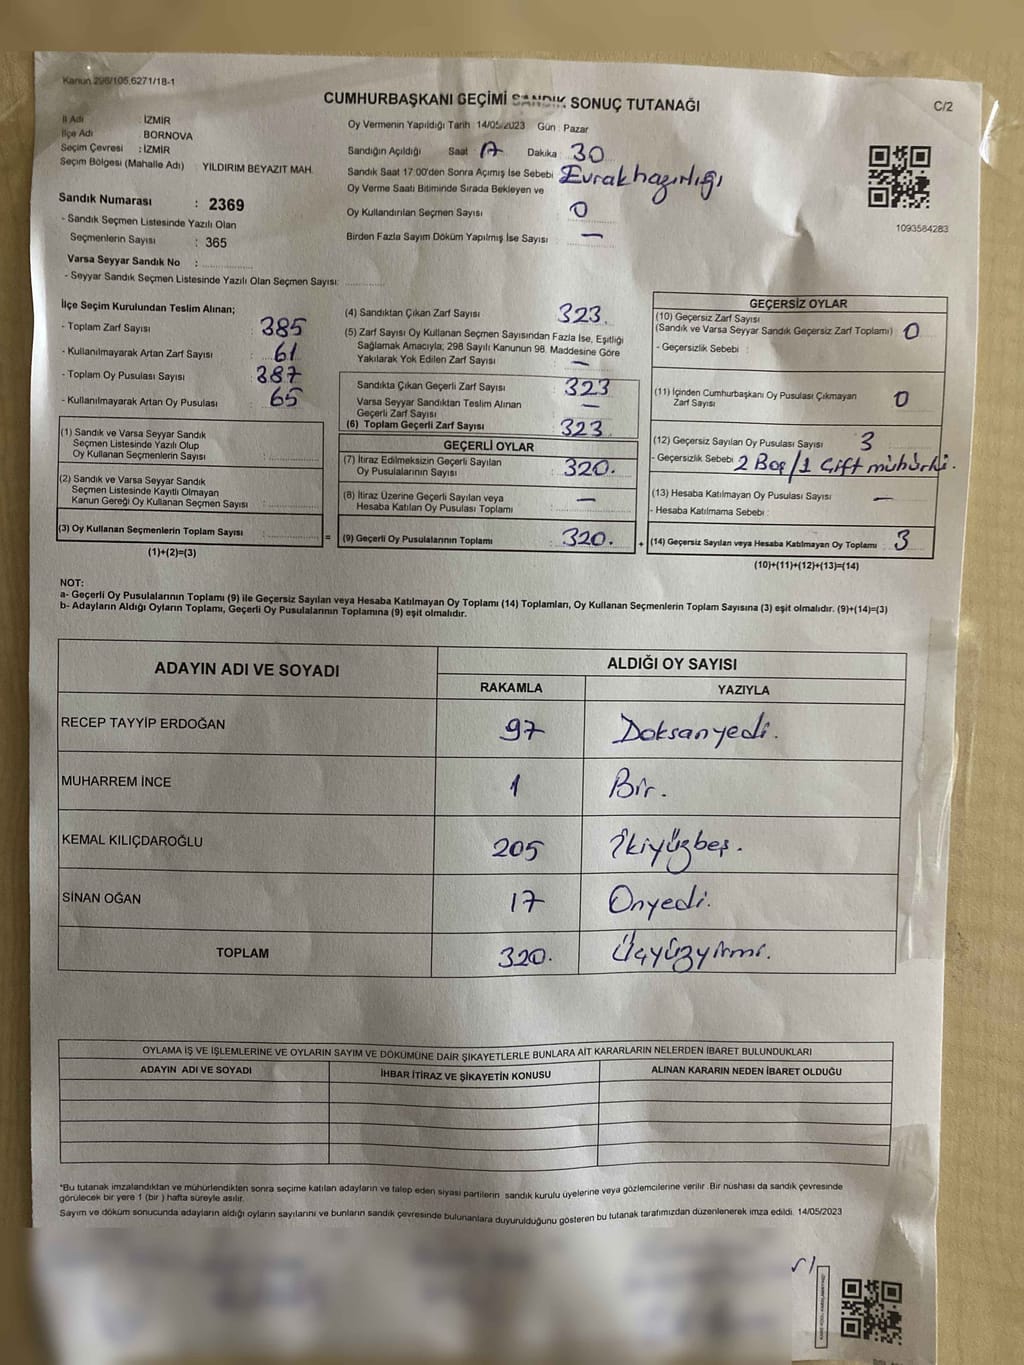 Kanun 298/105,6271/18-1
CUMHURBAŞKANI SEÇİMİ SANDIK SONUÇ TUTANAĞI
C/2
İl Adı : İZMİR
İlçe Adı : BORNOVA
Seçim Çevresi : İZMİR
Seçim Bölgesi (Mahalle Adı) YILDIRIM BEYAZIT MAH.
Sandık Numarası : 2369
- Sandık Seçmen Listesinde Yazılı Olan
Seçmenlerin Sayısı : 365
Varsa Seyyar Sandık No :
- Seyyar Sandık Seçmen Listesinde Yazılı Olan Seçmen Sayısı:
Oy Vermenin Yapıldığı Tarih : 14/05/2023 Gün : Pazar
Sandığın Açıldığı Saat : 17 Dakika : 30
Sandık Saat 17:00'den Sonra Açımış İse Sebebi Evrak hazırlığı
Oy Verme Saati Bitiminde Sırada Bekleyen ve
Oy Kullandırılan Seçmen Sayısı : 0
Birden Fazla Sayım Döküm Yapılmış İse Sayısı : —
1093584283
İlçe Seçim Kurulundan Teslim Alınan;
- Toplam Zarf Sayısı : 385
- Kullanılmayarak Artan Zarf Sayısı : 61
- Toplam Oy Pusulası Sayısı : 387
- Kullanılmayarak Artan Oy Pusulası : 65
(1) Sandık ve Varsa Seyyar Sandık
Seçmen Listesinde Yazılı Olup
Oy Kullanan Seçmenlerin Sayısı :
(2) Sandık ve Varsa Seyyar Sandık
Seçmen Listesinde Kayıtlı Olmayan
Kanun Gereği Oy Kullanan Seçmen Sayısı :
(3) Oy Kullanan Seçmenlerin Toplam Sayısı :
(1)+(2)=(3)
(4) Sandıktan Çıkan Zarf Sayısı : 323.
(5) Zarf Sayısı Oy Kullanan Seçmen Sayısından Fazla İse, Eşitliği
Sağlamak Amacıyla; 298 Sayılı Kanunun 98. Maddesine Göre
Yakılarak Yok Edilen Zarf Sayısı : —
Sandıkta Çıkan Geçerli Zarf Sayısı : 323
Varsa Seyyar Sandıktan Teslim Alınan
Geçerli Zarf Sayısı : —
(6) Toplam Geçerli Zarf Sayısı : 323
GEÇERLİ OYLAR
(7) İtiraz Edilmeksizin Geçerli Sayılan
Oy Pusulalarının Sayısı : 320.
(8) İtiraz Üzerine Geçerli Sayılan veya
Hesaba Katılan Oy Pusulası Toplamı : —
= (9) Geçerli Oy Pusulalarının Toplamı : 320. +
GEÇERSİZ OYLAR
(10) Geçersiz Zarf Sayısı
(Sandık ve Varsa Seyyar Sandık Geçersiz Zarf Toplamı) : 0
- Geçersizlik Sebebi :
(11) İçinden Cumhurbaşkanı Oy Pusulası Çıkmayan
Zarf Sayısı : 0
(12) Geçersiz Sayılan Oy Pusulası Sayısı : 3
- Geçersizlik Sebebi : 2 Boş/1 Çift mühürlü.
(13) Hesaba Katılmayan Oy Pusulası Sayısı : —
- Hesaba Katılmama Sebebi :
(14) Geçersiz Sayılan veya Hesaba Katılmayan Oy Toplamı : 3
(10)+(11)+(12)+(13)=(14)
NOT:
a- Geçerli Oy Pusulalarının Toplamı (9) ile Geçersiz Sayılan veya Hesaba Katılmayan Oy Toplamı (14) Toplamları, Oy Kullanan Seçmenlerin Toplam Sayısına (3) eşit olmalıdır. (9)+(14)=(3)
b- Adayların Aldığı Oyların Toplamı, Geçerli Oy Pusulalarının Toplamına (9) eşit olmalıdır.
ADAYIN ADI VE SOYADI
ALDIĞI OY SAYISI
RAKAMLA YAZIYLA
RECEP TAYYİP ERDOĞAN 97 Doksanyedi.
MUHARREM İNCE 1 Bir.
KEMAL KILIÇDAROĞLU 205 İkiyüzbeş.
SİNAN OĞAN 17 Onyedi.
TOPLAM 320. Üçyüzyirmi.
OYLAMA İŞ VE İŞLEMLERİNE VE OYLARIN SAYIM VE DÖKÜMÜNE DAİR ŞİKAYETLERLE BUNLARA AİT KARARLARIN NELERDEN İBARET BULUNDUKLARI
ADAYIN ADI VE SOYADI İHBAR İTİRAZ VE ŞİKAYETİN KONUSU ALINAN KARARIN NEDEN İBARET OLDUĞU
*Bu tutanak imzalandıktan ve mühürlendikten sonra seçime katılan adayların ve talep eden siyasi partilerin sandık kurulu üyelerine veya gözlemcilerine verilir .Bir nüshası da sandık çevresinde
görülecek bir yere 1 (bir ) hafta süreyle asılır.
Sayım ve döküm sonucunda adayların aldığı oyların sayılarını ve bunların sandık çevresinde bulunanlara duyurulduğunu gösteren bu tutanak tarafımızdan düzenlenerek imza edildi. 14/05/2023